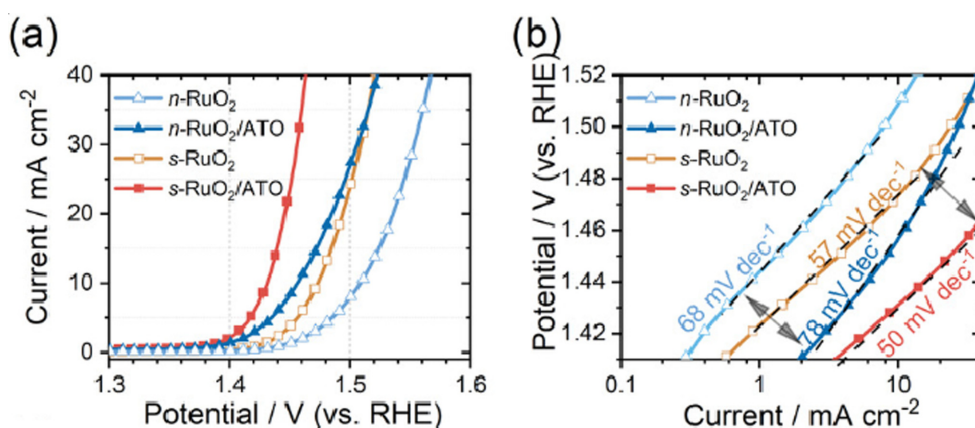 (a)
40
30
20
10
0
Current / mA cm⁻²
n-RuO₂
n-RuO₂/ATO
s-RuO₂
s-RuO₂/ATO
1.3
1.4
1.5
1.6
Potential / V (vs. RHE)
(b)
1.52
1.50
1.48
1.46
1.44
1.42
Potential / V (vs. RHE)
n-RuO₂
n-RuO₂/ATO
s-RuO₂
s-RuO₂/ATO
68 mV dec⁻¹
57 mV dec⁻¹
78 mV dec⁻¹
50 mV dec⁻¹
0.1
1
10
Current / mA cm⁻²